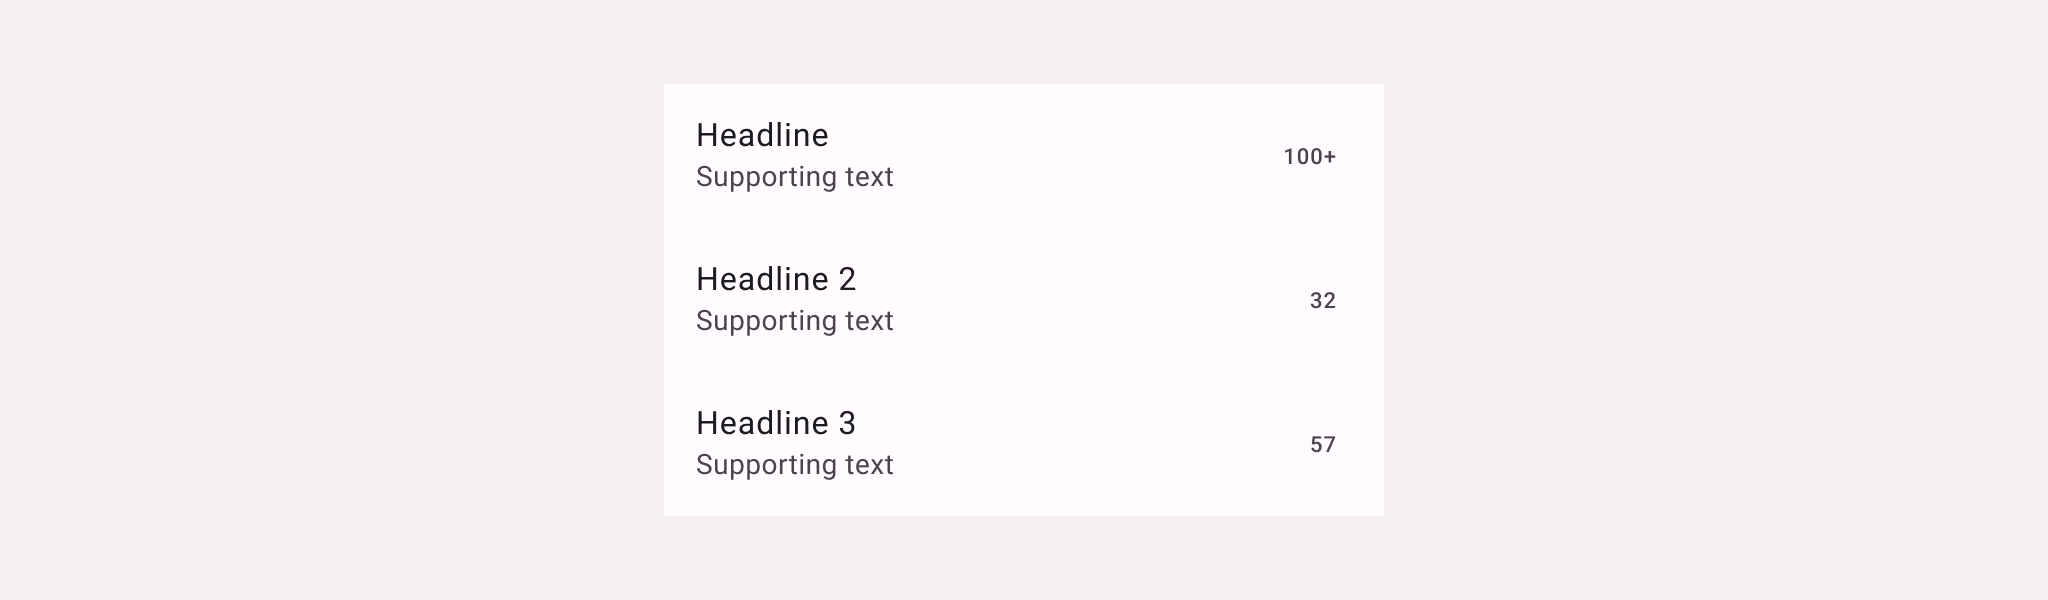 Headline
Supporting text
100+
Headline 2
Supporting text
32
Headline 3
Supporting text
57